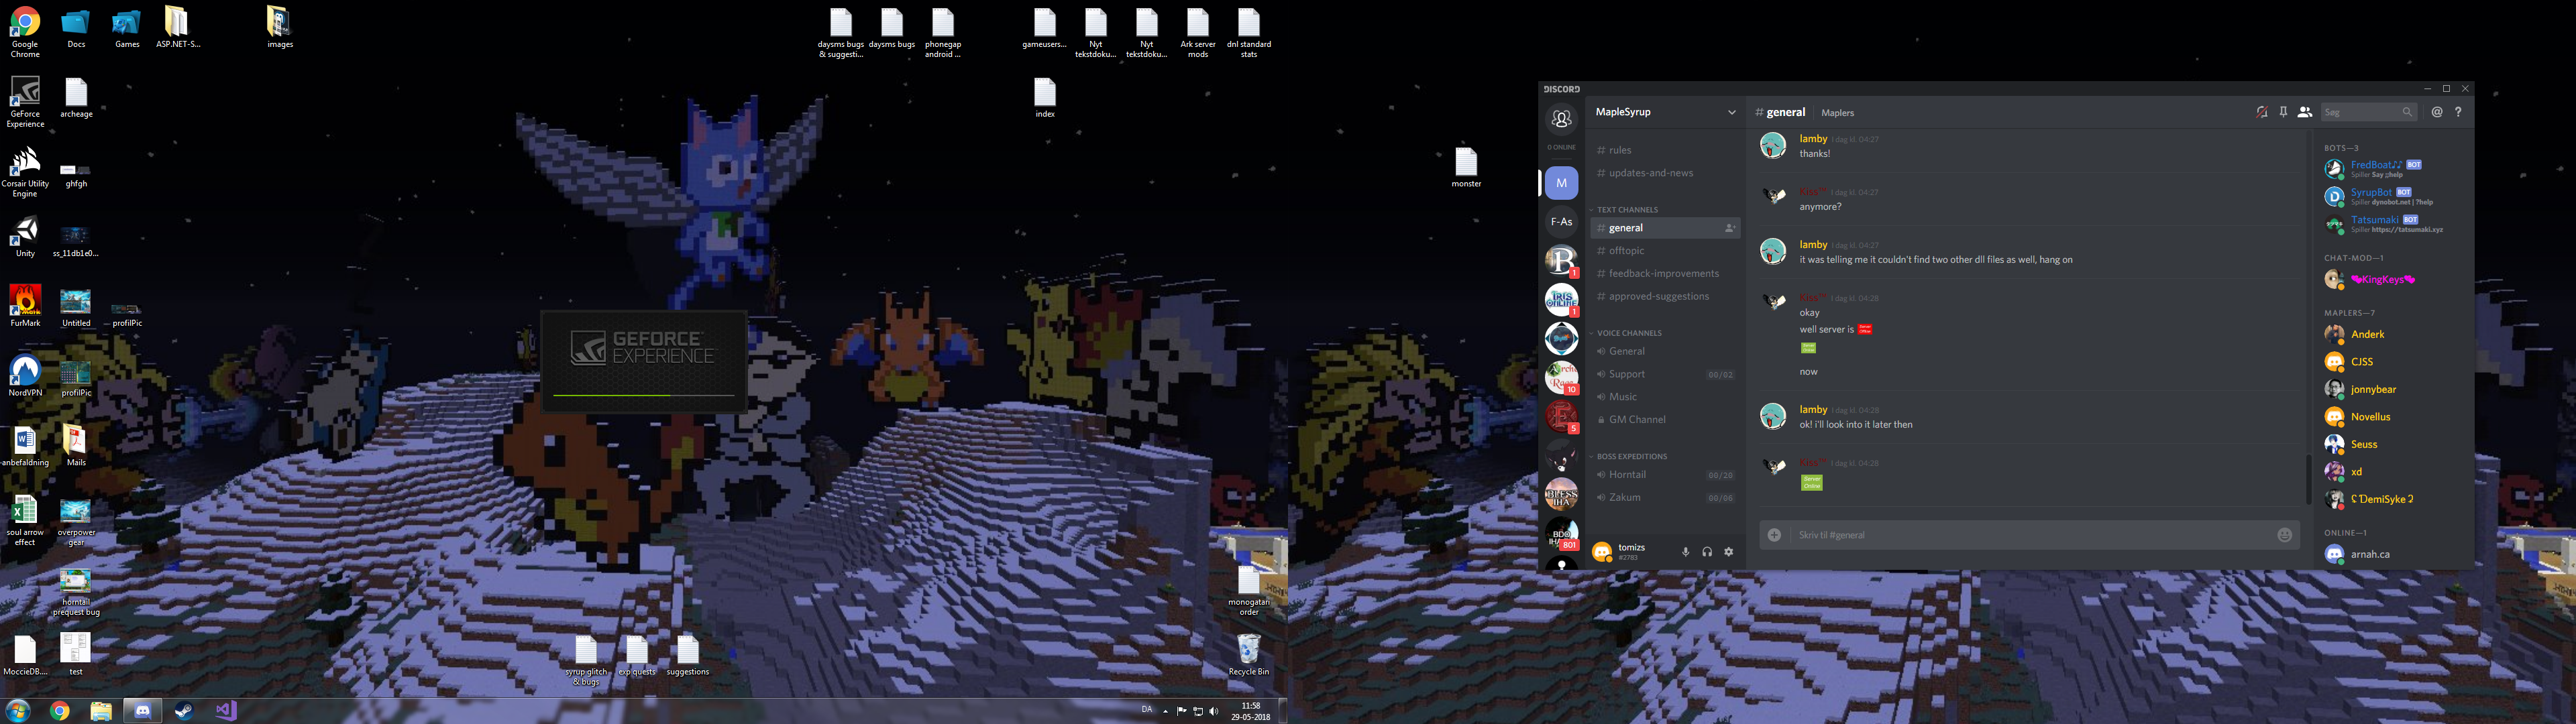 Google Chrome
Docs
Games
ASP.NET-S...
images
daysms bugs & suggesti...
daysms bugs
phonegap android ...
gameusers...
Nyt tekstdoku...
Nyt tekstdoku...
Ark server mods
dnl standard stats
GeForce Experience
archeage
index
Corsair Utility Engine
ghfgh
monster
Unity
ss_11db1e0...
FurMark
Untitled
profilPic
NordVPN
profilPic
anbefaldning
Mails
soul arrow effect
overpower gear
horntail prequest bug
MoccieDB....
test
syrup glitch & bugs
exp quests
suggestions
monogatari order
Recycle Bin
GEFORCE
EXPERIENCE
DA
11:58
29-05-2018
DISCORD
0 ONLINE
M
F-As
B
1
IRIS ONLINE
1
10
5
BLESS
BDO
801
MapleSyrup
# rules
# updates-and-news
TEXT CHANNELS
# general
# offtopic
# feedback-improvements
# approved-suggestions
VOICE CHANNELS
General
Support 00/02
Music
GM Channel
BOSS EXPEDITIONS
Horntail 00/20
Zakum 00/06
tomizs
#2783
# general Maplers
Søg
lamby I dag kl. 04:27
thanks!
I dag kl. 04:27
anymore?
lamby I dag kl. 04:27
it was telling me it couldn't find two other dll files as well, hang on
I dag kl. 04:28
okay
well server is
now
lamby I dag kl. 04:28
ok! i'll look into it later then
I dag kl. 04:28
Server Online
Skriv til #general
BOTS—3
FredBoat♪♪ BOT
Spiller Say ;;help
SyrupBot BOT
Spiller dynobot.net | ?help
Tatsumaki BOT
Spiller https://tatsumaki.xyz
CHAT-MOD—1
❤KingKeys❤
MAPLERS—7
Anderk
CJSS
jonnybear
Novellus
Seuss
xd
ONLINE—1
arnah.ca